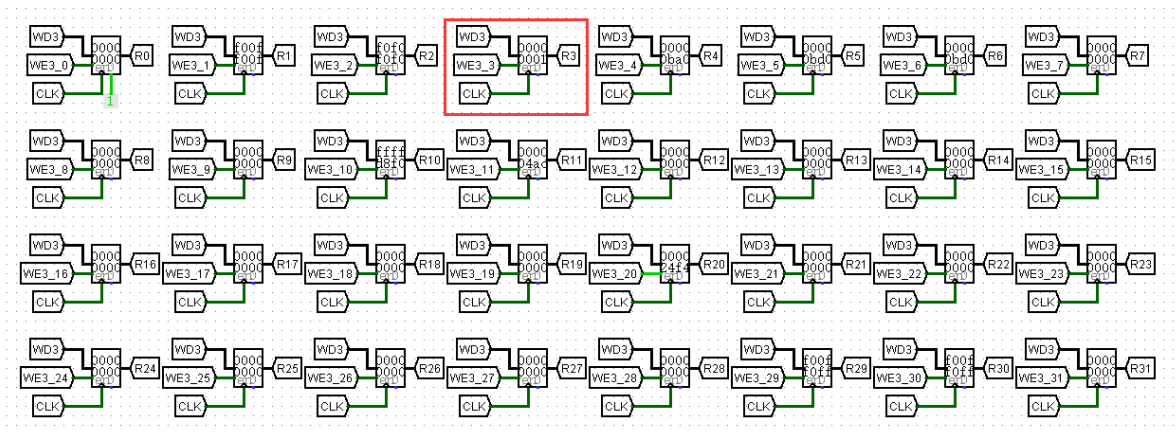 WD3 WD3 WD3 WD3 WD3 WD3 WD3 WD3
0000 f00f f0f0 0000 0000 0000 0000 0000
R0 R1 R2 R3 R4 R5 R6 R7
WE3_0 WE3_1 WE3_2 WE3_3 WE3_4 WE3_5 WE3_6 WE3_7
0000 f00f f0f0 0001 0000
CLK CLK CLK CLK CLK CLK CLK CLK
1
WD3 WD3 WD3 WD3 WD3 WD3 WD3 WD3
0000 0000 ffff 0000 0000 0000 0000 0000
R8 R9 R10 R11 R12 R13 R14 R15
WE3_8 WE3_9 WE3_10 WE3_11 WE3_12 WE3_13 WE3_14 WE3_15
0000 0000 0000 0000 0000 0000
CLK CLK CLK CLK CLK CLK CLK CLK
WD3 WD3 WD3 WD3 WD3 WD3 WD3 WD3
0000 0000 0000 0000 0000 0000 0000 0000
R16 R17 R18 R19 R20 R21 R22 R23
WE3_16 WE3_17 WE3_18 WE3_19 WE3_20 WE3_21 WE3_22 WE3_23
0000 0000 0000 0000 24f4 0000 0000 0000
CLK CLK CLK CLK CLK CLK CLK CLK
WD3 WD3 WD3 WD3 WD3 WD3 WD3 WD3
0000 0000 0000 0000 0000 f00f f00f 0000
R24 R25 R26 R27 R28 R29 R30 R31
WE3_24 WE3_25 WE3_26 WE3_27 WE3_28 WE3_29 WE3_30 WE3_31
0000 0000 0000 0000 0000 f0ff f0ff 0000
CLK CLK CLK CLK CLK CLK CLK CLK